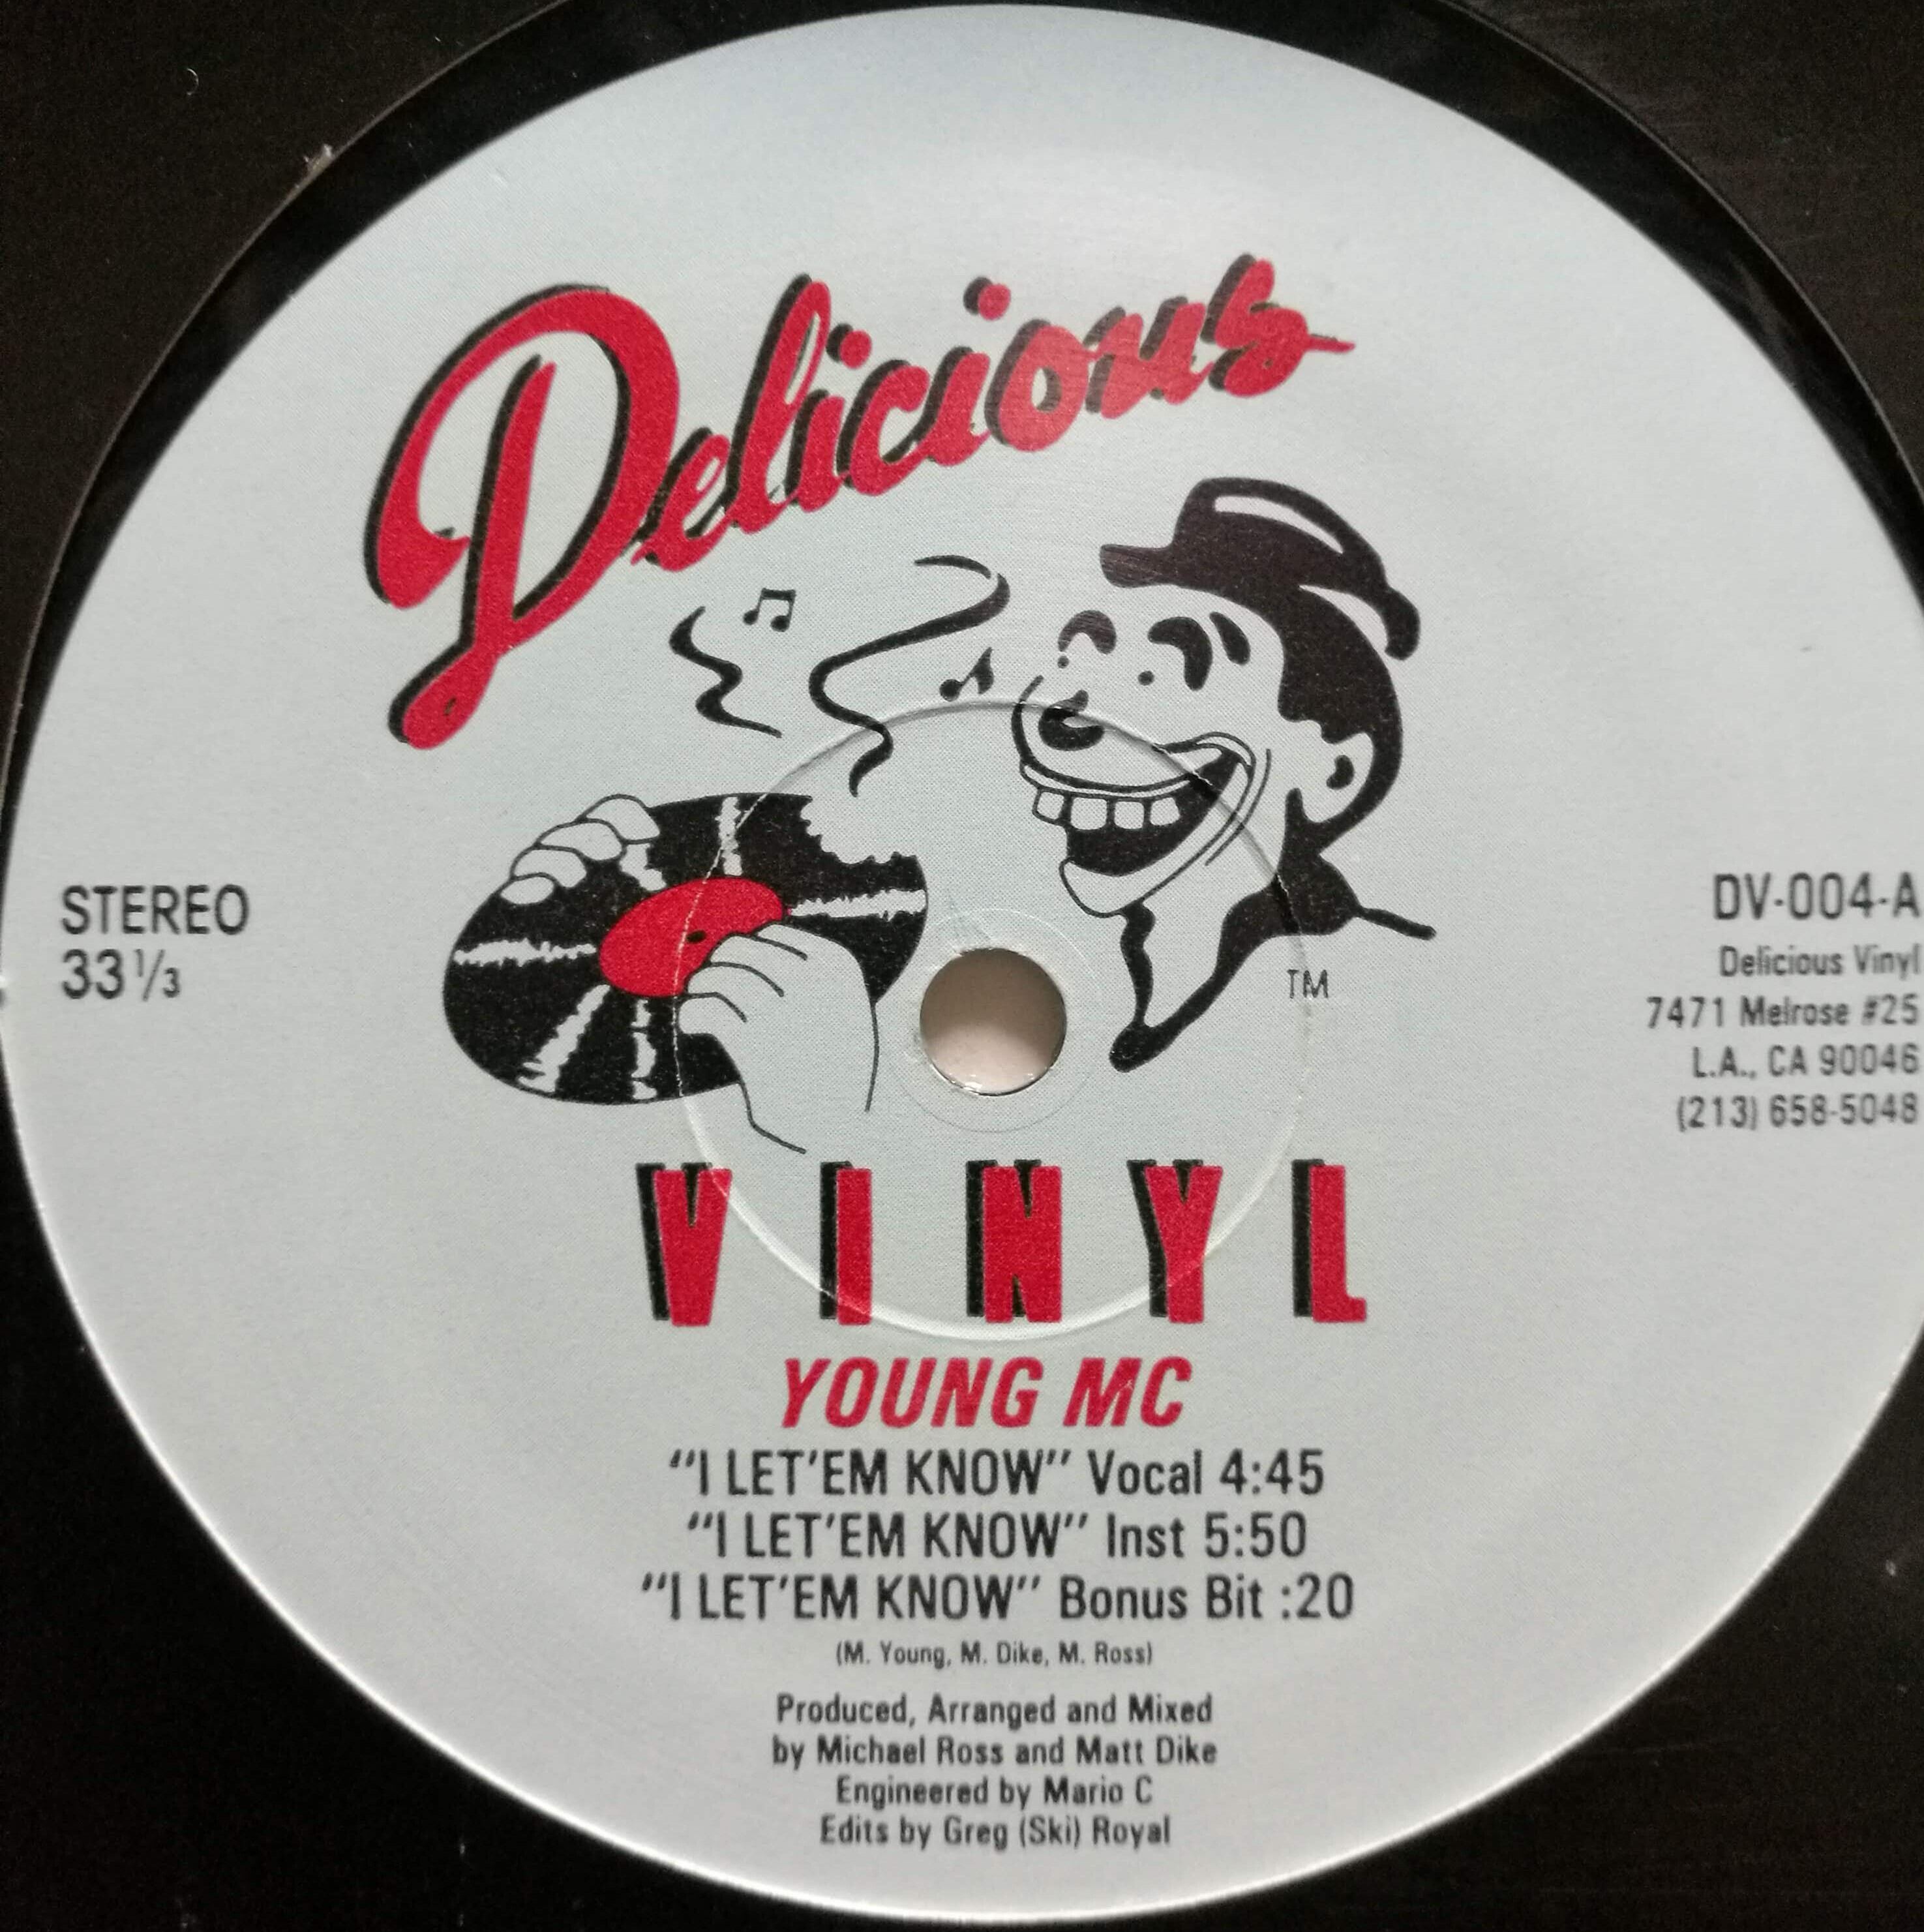 Delicious
STEREO
33 1/3
DV-004-A
Delicious Vinyl
7471 Melrose #25
L.A., CA 90046
(213) 658-5048
TM
VINYL
YOUNG MC
"I LET'EM KNOW" Vocal 4:45
"I LET'EM KNOW" Inst 5:50
"I LET'EM KNOW" Bonus Bit :20
(M. Young, M. Dike, M. Ross)
Produced, Arranged and Mixed
by Michael Ross and Matt Dike
Engineered by Mario C
Edits by Greg (Ski) Royal